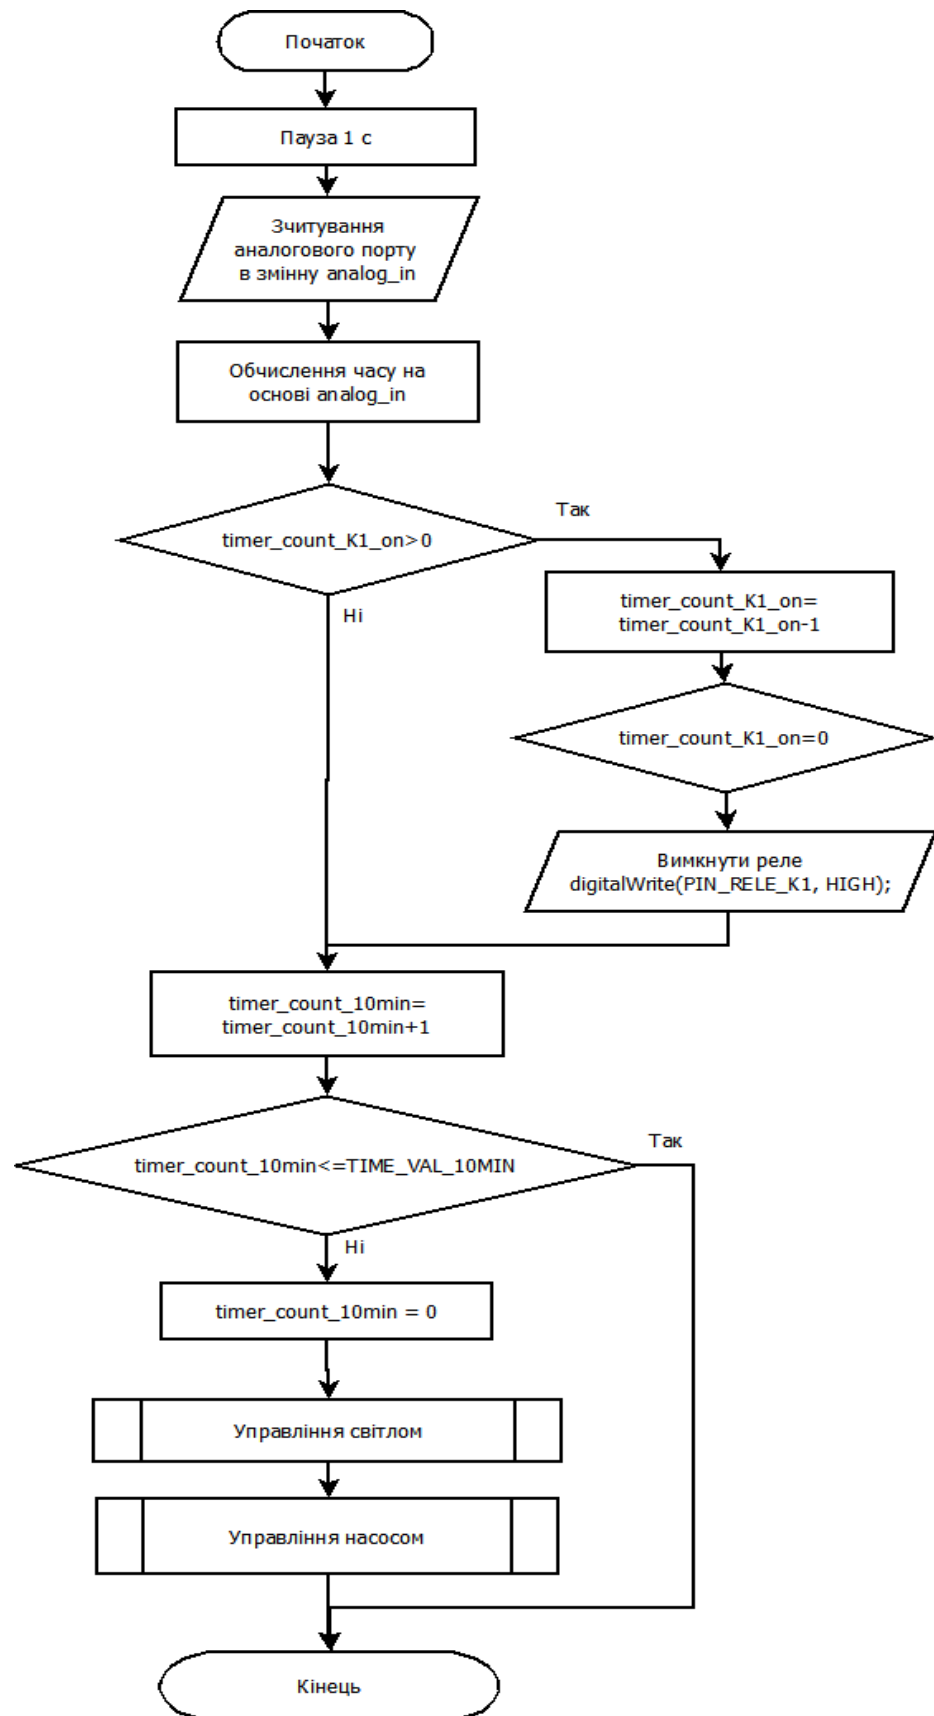 Початок
Пауза 1 с
Зчитування
аналогового порту
в змінну analog_in
Обчислення часу на
основі analog_in
timer_count_K1_on>0
Так
Ні
timer_count_K1_on=
timer_count_K1_on-1
timer_count_K1_on=0
Вимкнути реле
digitalWrite(PIN_RELE_K1, HIGH);
timer_count_10min=
timer_count_10min+1
timer_count_10min<=TIME_VAL_10MIN
Так
Ні
timer_count_10min = 0
Управління світлом
Управління насосом
Кінець